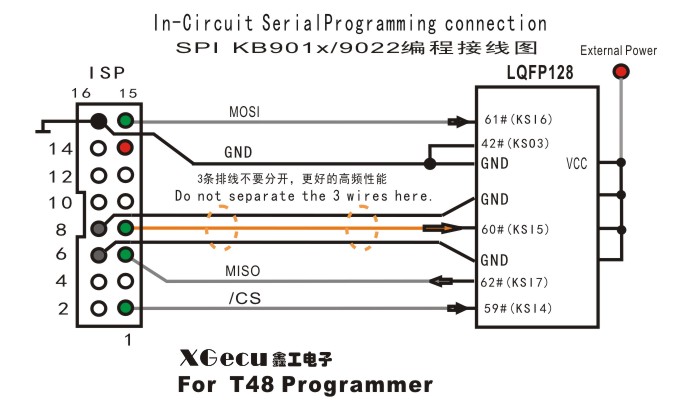 In-Circuit SerialProgramming connection
SPI KB901x/9022编程接线图
External Power
ISP
LQFP128
16 15
MOSI
61#(KSI6)
42#(KSO3)
14
GND
GND
VCC
12
3条排线不要分开，更好的高频性能
Do not separate the 3 wires here.
10
GND
8
60#(KSI5)
6
GND
MISO
4
62#(KSI7)
/CS
2
59#(KSI4)
1
XGecu鑫工电子
For T48 Programmer